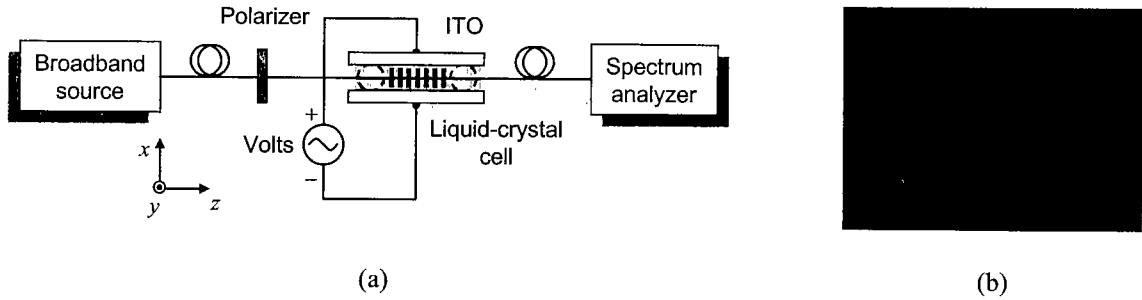 Polarizer
ITO
Broadband
source
Spectrum
analyzer
+
Volts
−
Liquid-crystal
cell
x
y
z
(a)
(b)